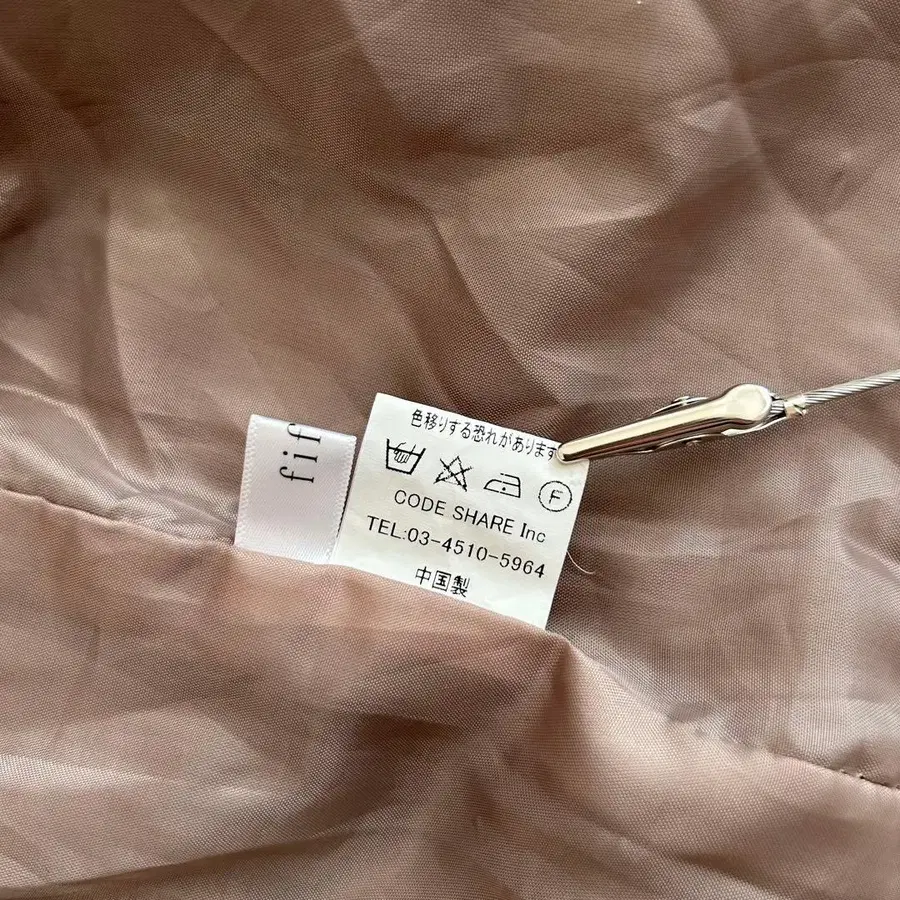 fif
色移りする恐れがあります
F
CODE SHARE Inc
TEL:03-4510-5964
中国製